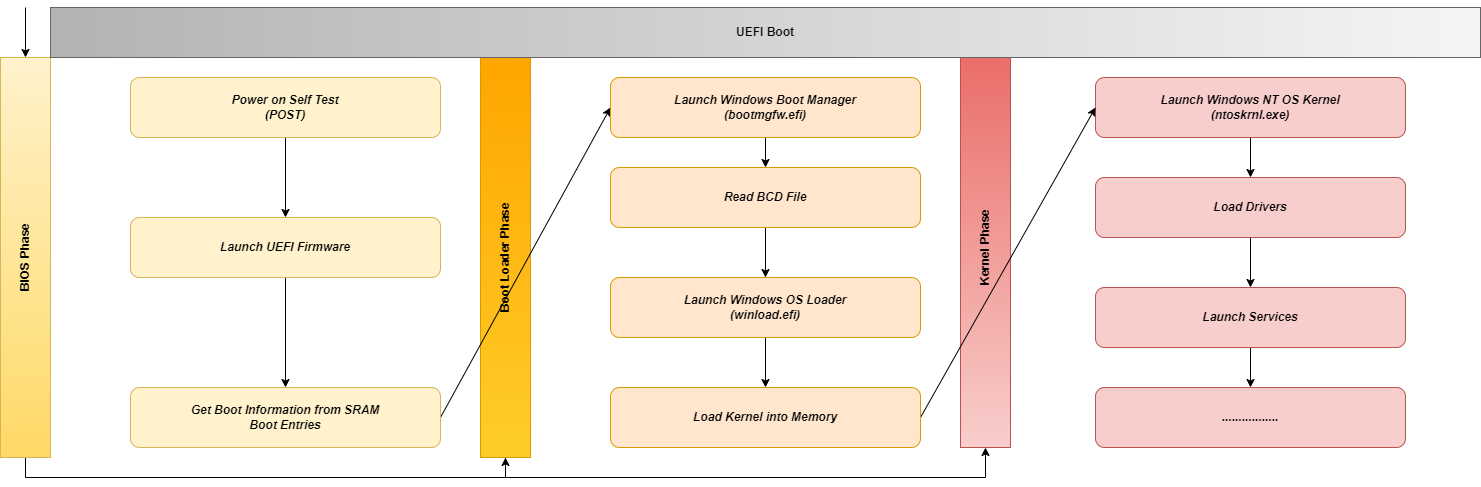 UEFI Boot
BIOS Phase
Power on Self Test
(POST)
Launch UEFI Firmware
Get Boot Information from SRAM
Boot Entries
Boot Loader Phase
Launch Windows Boot Manager
(bootmgfw.efi)
Read BCD File
Launch Windows OS Loader
(winload.efi)
Load Kernel into Memory
Kernel Phase
Launch Windows NT OS Kernel
(ntoskrnl.exe)
Load Drivers
Launch Services
.................